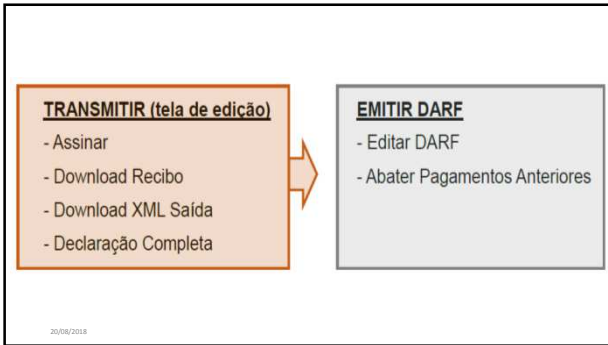 TRANSMITIR (tela de edição)
- Assinar
- Download Recibo
- Download XML Saída
- Declaração Completa
EMITIR DARF
- Editar DARF
- Abater Pagamentos Anteriores
20/08/2018